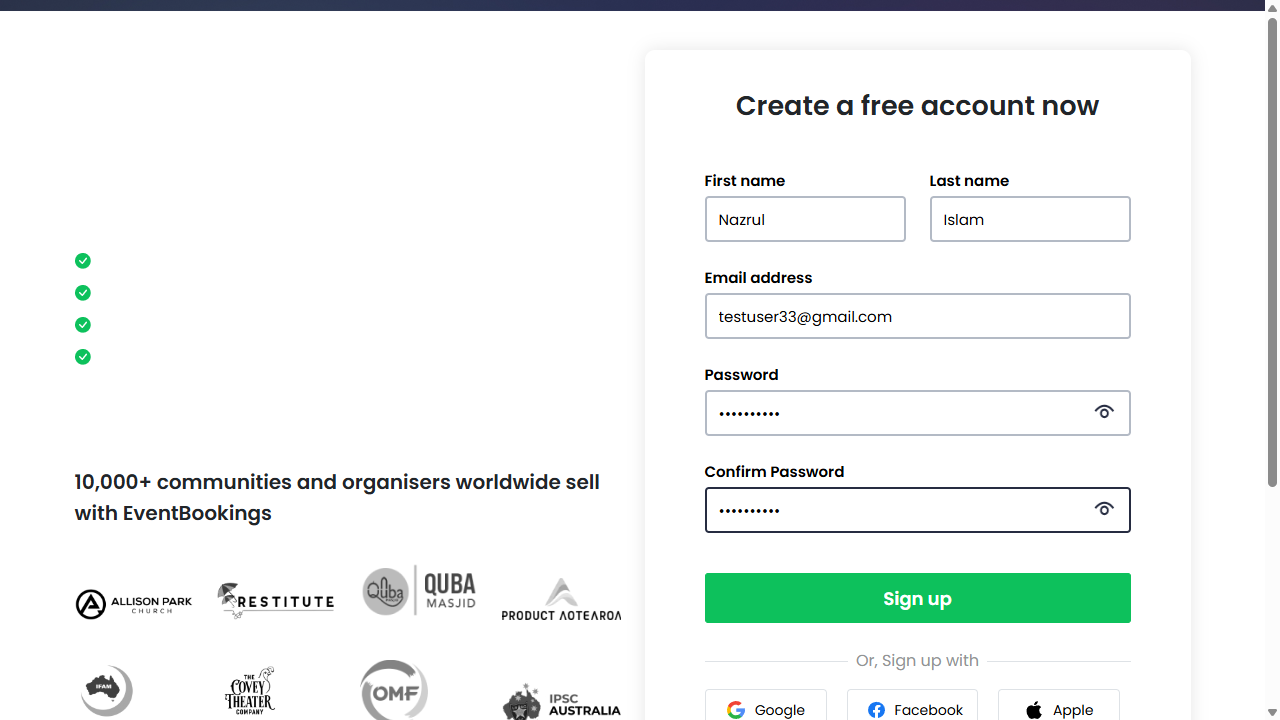 Create a free account now
First name
Last name
Nazrul
Islam
Email address
testuser33@gmail.com
Password
••••••••••
Confirm Password
••••••••••
Sign up
Or, Sign up with
Google
Facebook
Apple
10,000+ communities and organisers worldwide sell
with EventBookings
ALLISON PARK
CHURCH
RESTITUTE
Quba
QUBA
MASJID
PRODUCT AOTEAROA
IFAM
THE
COVEY
THEATER
COMPANY
OMF
IPSC
AUSTRALIA